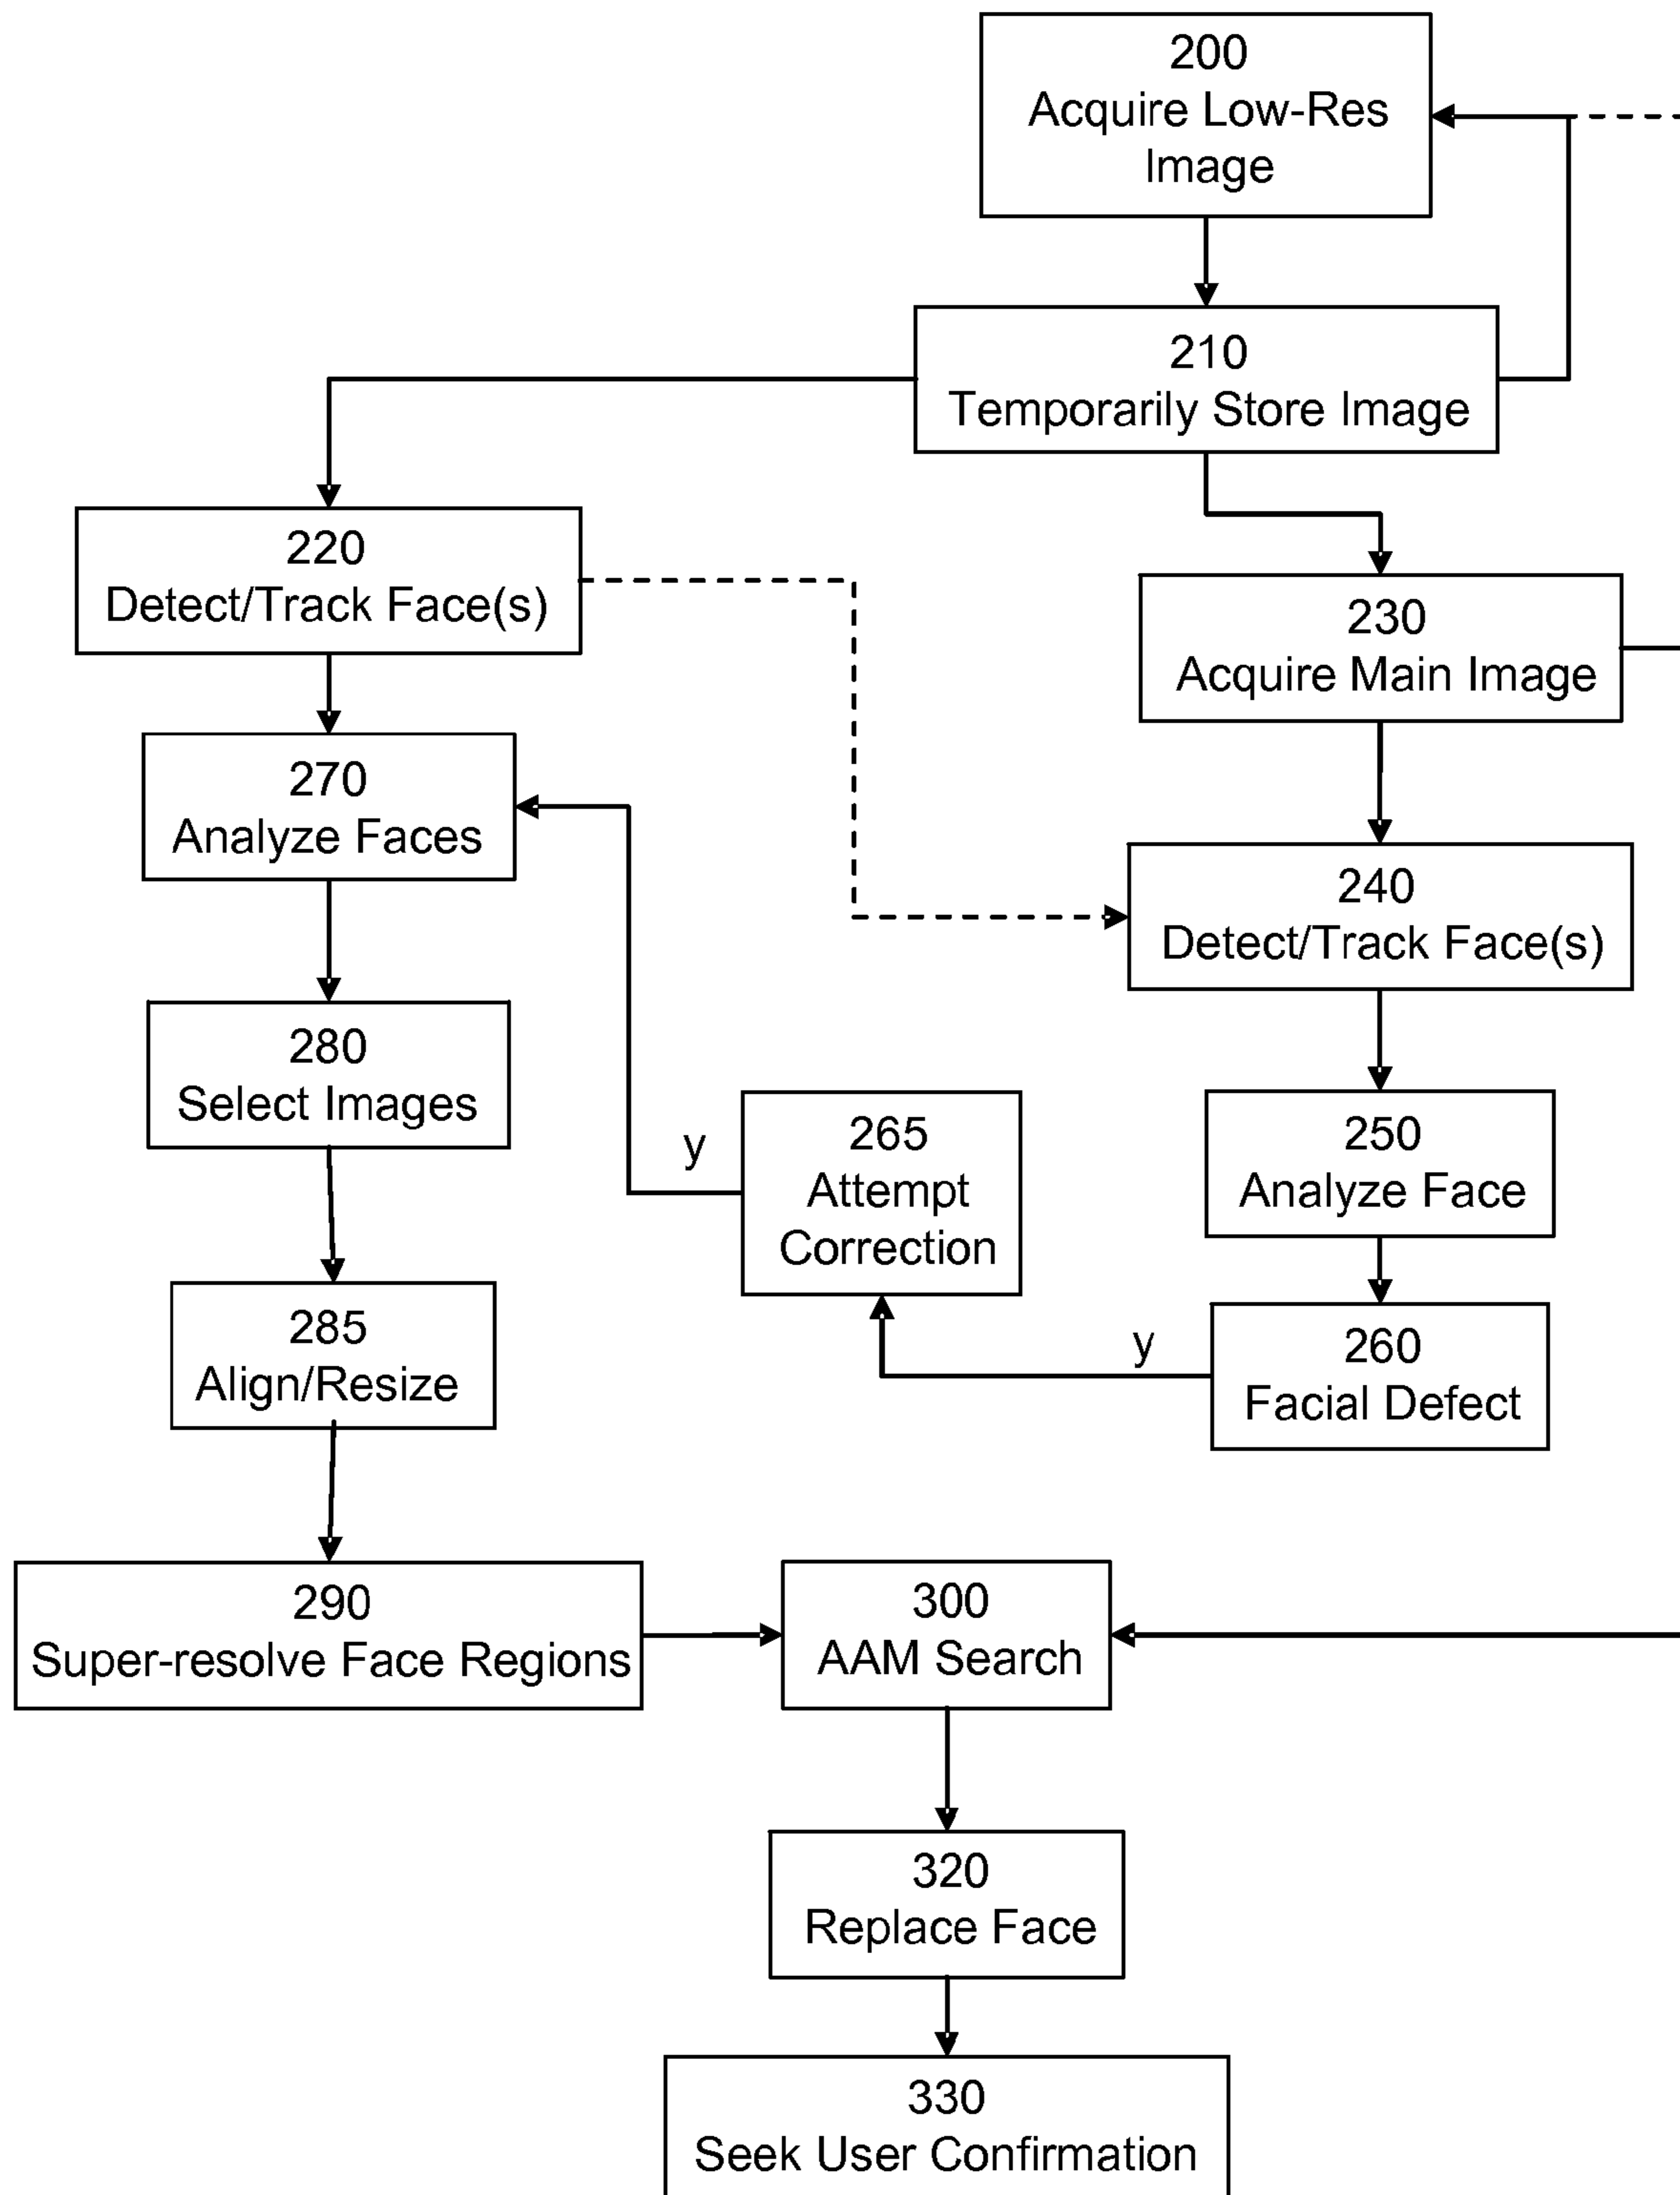 200
Acquire Low-Res
Image
210
Temporarily Store Image
220
Detect/Track Face(s)
230
Acquire Main Image
270
Analyze Faces
240
Detect/Track Face(s)
280
Select Images
y
265
Attempt
Correction
250
Analyze Face
285
Align/Resize
y
260
Facial Defect
290
Super-resolve Face Regions
300
AAM Search
320
Replace Face
330
Seek User Confirmation